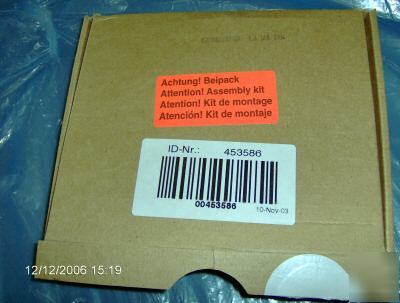 Achtung! Beipack
Attention! Assembly kit
Atention! Kit de montage
Atención! Kit de montaje
ID-Nr.: 453586
00453586
10-Nov-03
12/12/2006 15:19